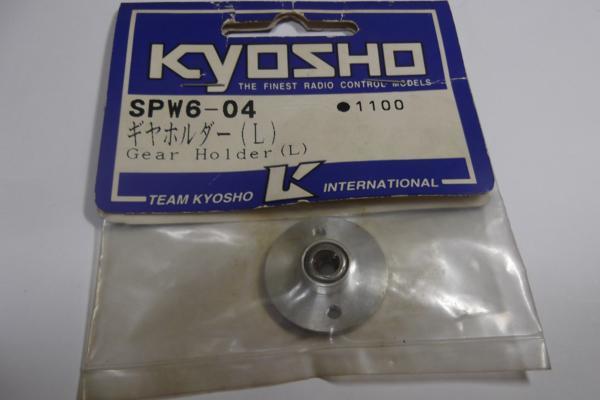 KYOSHO
THE FINEST RADIO CONTROL MODELS
SPW6-04 ●1100
ギヤホルダー(L)
Gear Holder(L)
TEAM KYOSHO K INTERNATIONAL